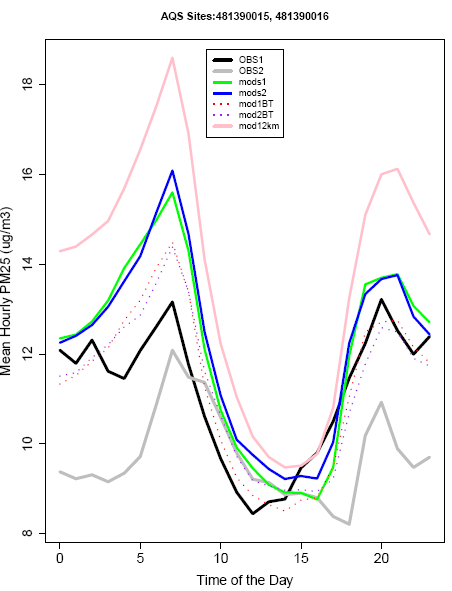 AQS Sites:481390015, 481390016
OBS1
OBS2
mods1
mods2
mod1BT
mod2BT
mod12km
Mean Hourly PM25 (ug/m3)
18
16
14
12
10
8
0 5 10 15 20
Time of the Day